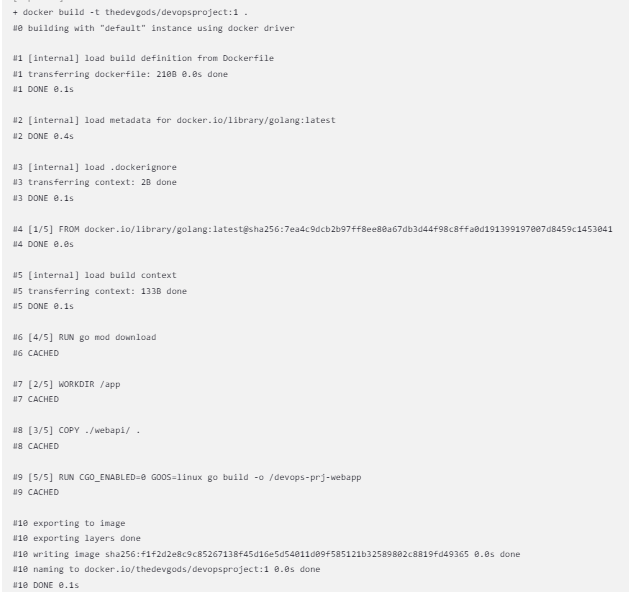 + docker build -t thedevgods/devopsproject:1 .
#0 building with "default" instance using docker driver
#1 [internal] load build definition from Dockerfile
#1 transferring dockerfile: 210B 0.0s done
#1 DONE 0.1s
#2 [internal] load metadata for docker.io/library/golang:latest
#2 DONE 0.4s
#3 [internal] load .dockerignore
#3 transferring context: 2B done
#3 DONE 0.1s
#4 [1/5] FROM docker.io/library/golang:latest@sha256:7ea4c9dcb2b97ff8ee80a67db3d44f98c8ffa0d191399197007d8459c1453041
#4 DONE 0.0s
#5 [internal] load build context
#5 transferring context: 133B done
#5 DONE 0.1s
#6 [4/5] RUN go mod download
#6 CACHED
#7 [2/5] WORKDIR /app
#7 CACHED
#8 [3/5] COPY ./webapi/ .
#8 CACHED
#9 [5/5] RUN CGO_ENABLED=0 GOOS=linux go build -o /devops-prj-webapp
#9 CACHED
#10 exporting to image
#10 exporting layers done
#10 writing image sha256:f1f2d2e8c9c85267138f45d16e5d54011d09f585121b32589802c8819fd49365 0.0s done
#10 naming to docker.io/thedevgods/devopsproject:1 0.0s done
#10 DONE 0.1s